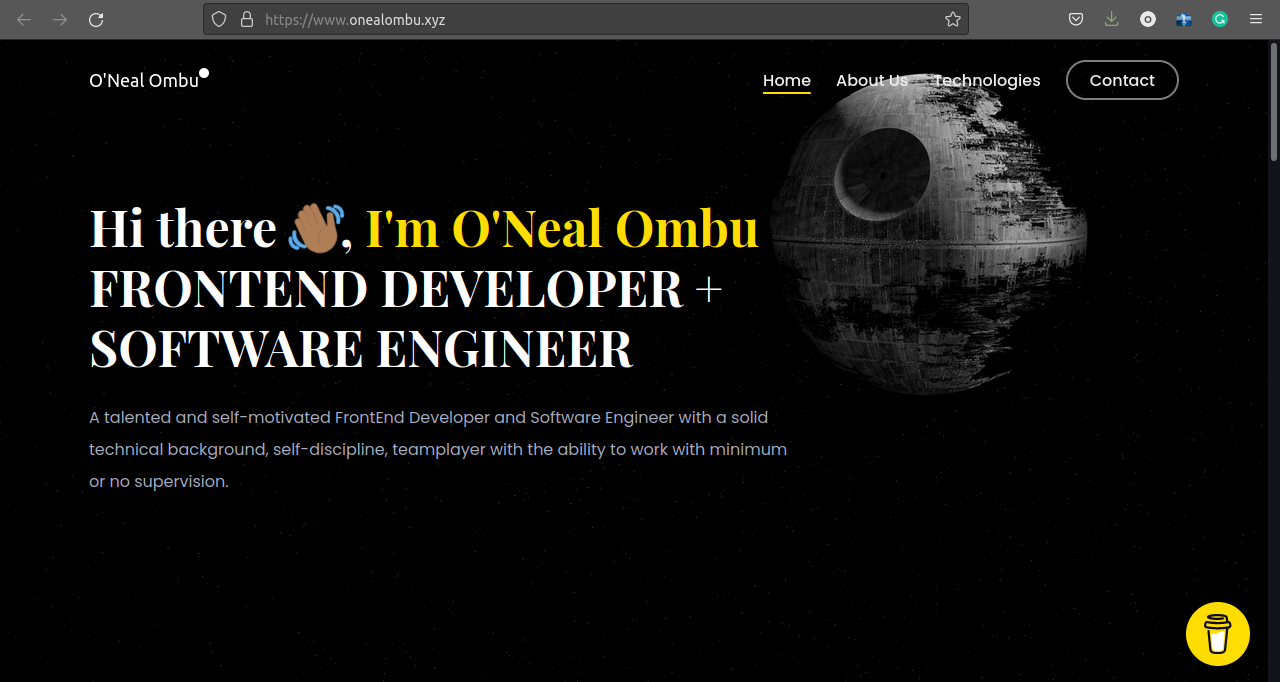 https://www.onealombu.xyz
O'Neal Ombu
Home About Us Technologies Contact
Hi there 👋🏽, I'm O'Neal Ombu
FRONTEND DEVELOPER +
SOFTWARE ENGINEER
A talented and self-motivated FrontEnd Developer and Software Engineer with a solid
technical background, self-discipline, teamplayer with the ability to work with minimum
or no supervision.